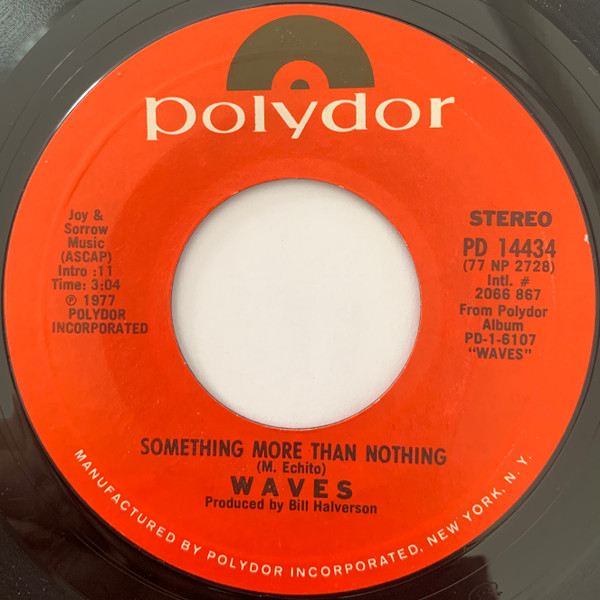 polydor
Joy &
Sorrow
Music
(ASCAP)
Intro :11
Time: 3:04
℗ 1977
POLYDOR
INCORPORATED
STEREO
PD 14434
(77 NP 2728)
Intl. #
2066 867
From Polydor
Album
PD-1-6107
"WAVES"
SOMETHING MORE THAN NOTHING
(M. Echito)
WAVES
Produced by Bill Halverson
MANUFACTURED BY POLYDOR INCORPORATED, NEW YORK, N.Y.